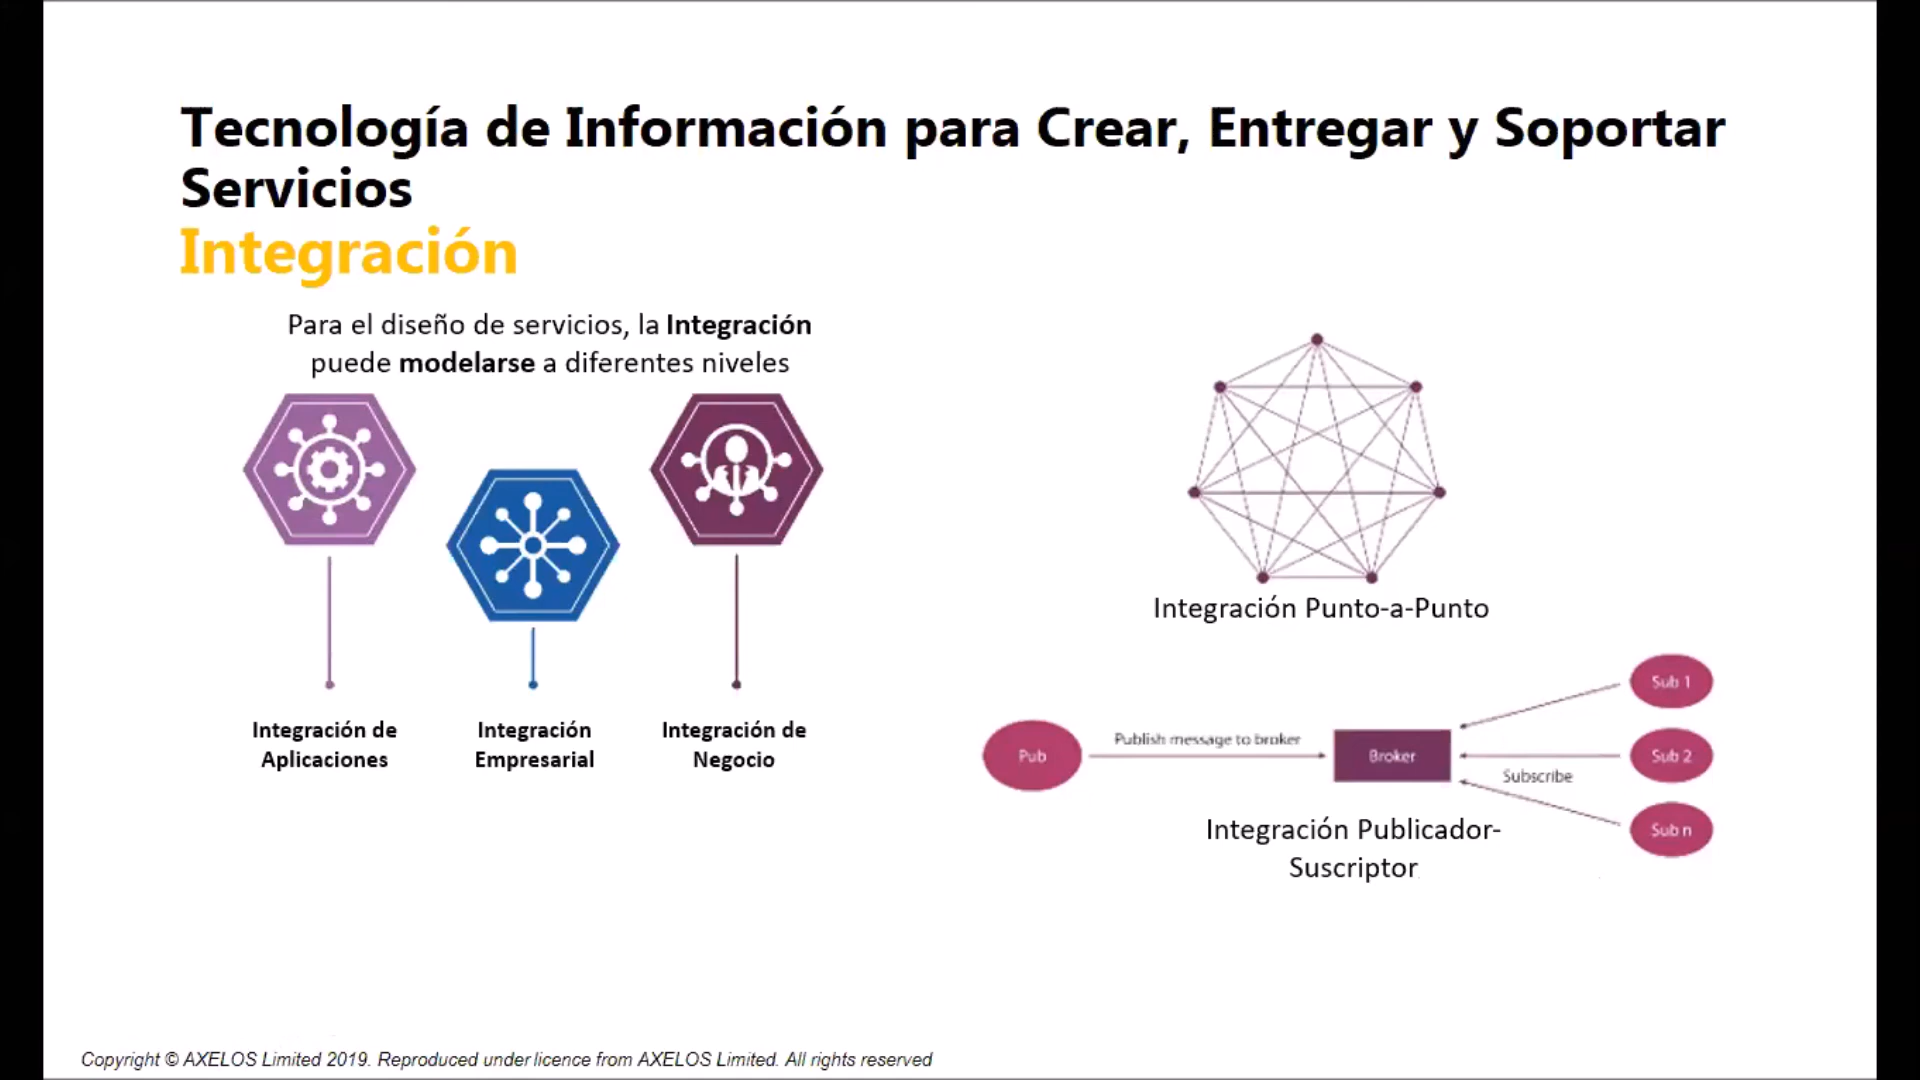 Tecnología de Información para Crear, Entregar y Soportar
Servicios
Integración
Para el diseño de servicios, la Integración
puede modelarse a diferentes niveles
Integración de
Aplicaciones
Integración
Empresarial
Integración de
Negocio
Integración Punto-a-Punto
Pub
Publish message to broker
Broker
Subscribe
Sub 1
Sub 2
Sub n
Integración Publicador-
Suscriptor
Copyright © AXELOS Limited 2019. Reproduced under licence from AXELOS Limited. All rights reserved